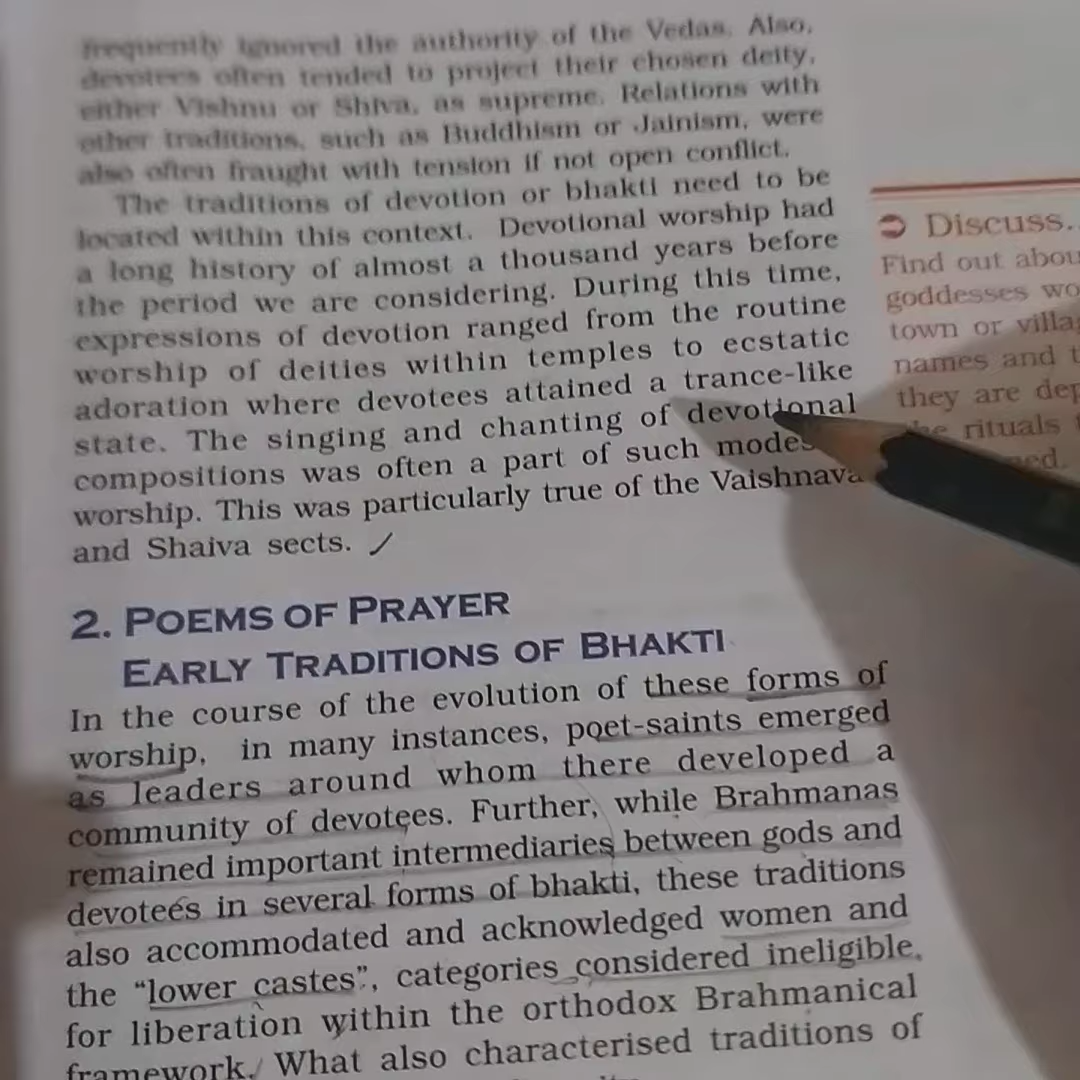 frequently ignored the authority of the Vedas. Also,
devotees often tended to project their chosen deity,
either Vishnu or Shiva, as supreme. Relations with
other traditions, such as Buddhism or Jainism, were
also often fraught with tension if not open conflict.
The traditions of devotion or bhakti need to be
located within this context. Devotional worship had
a long history of almost a thousand years before
the period we are considering. During this time,
expressions of devotion ranged from the routine
worship of deities within temples to ecstatic
adoration where devotees attained a trance-like
state. The singing and chanting of devotional
compositions was often a part of such modes
worship. This was particularly true of the Vaishnava
and Shaiva sects.
2. POEMS OF PRAYER
EARLY TRADITIONS OF BHAKTI
In the course of the evolution of these forms of
worship, in many instances, poet-saints emerged
as leaders around whom there developed a
community of devotees. Further, while Brahmanas
remained important intermediaries between gods and
devotees in several forms of bhakti, these traditions
also accommodated and acknowledged women and
the "lower castes", categories considered ineligible
for liberation within the orthodox Brahmanical
framework. What also characterised traditions of
Discuss..
Find out abou
goddesses wo
town or villag
names and t
they are dep
the rituals